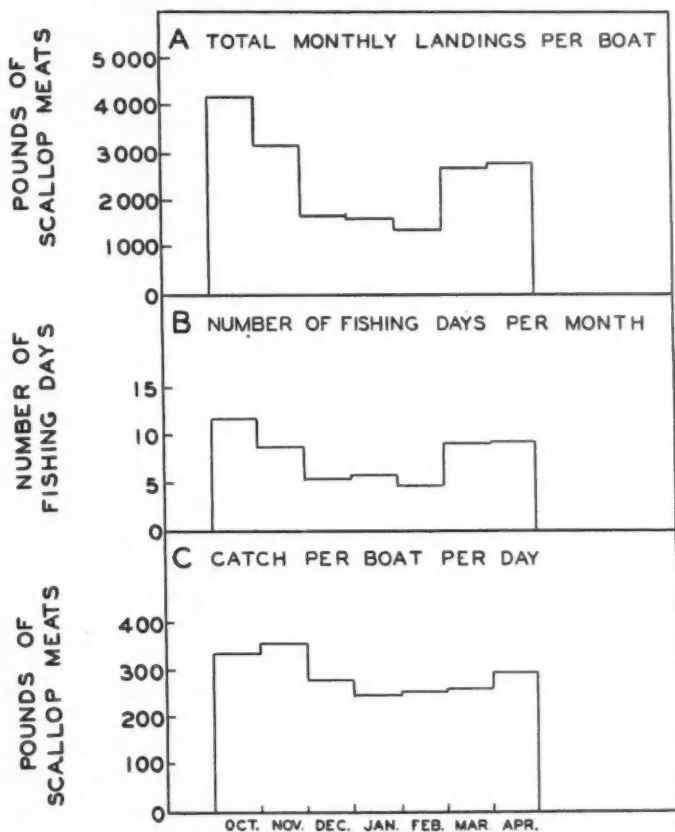 A TOTAL MONTHLY LANDINGS PER BOAT
POUNDS OF
SCALLOP MEATS
5000
4000
3000
2000
1000
0
B NUMBER OF FISHING DAYS PER MONTH
NUMBER OF
FISHING DAYS
15
10
5
0
C CATCH PER BOAT PER DAY
POUNDS OF
SCALLOP MEATS
400
300
200
100
0
OCT. NOV. DEC. JAN. FEB. MAR. APR.